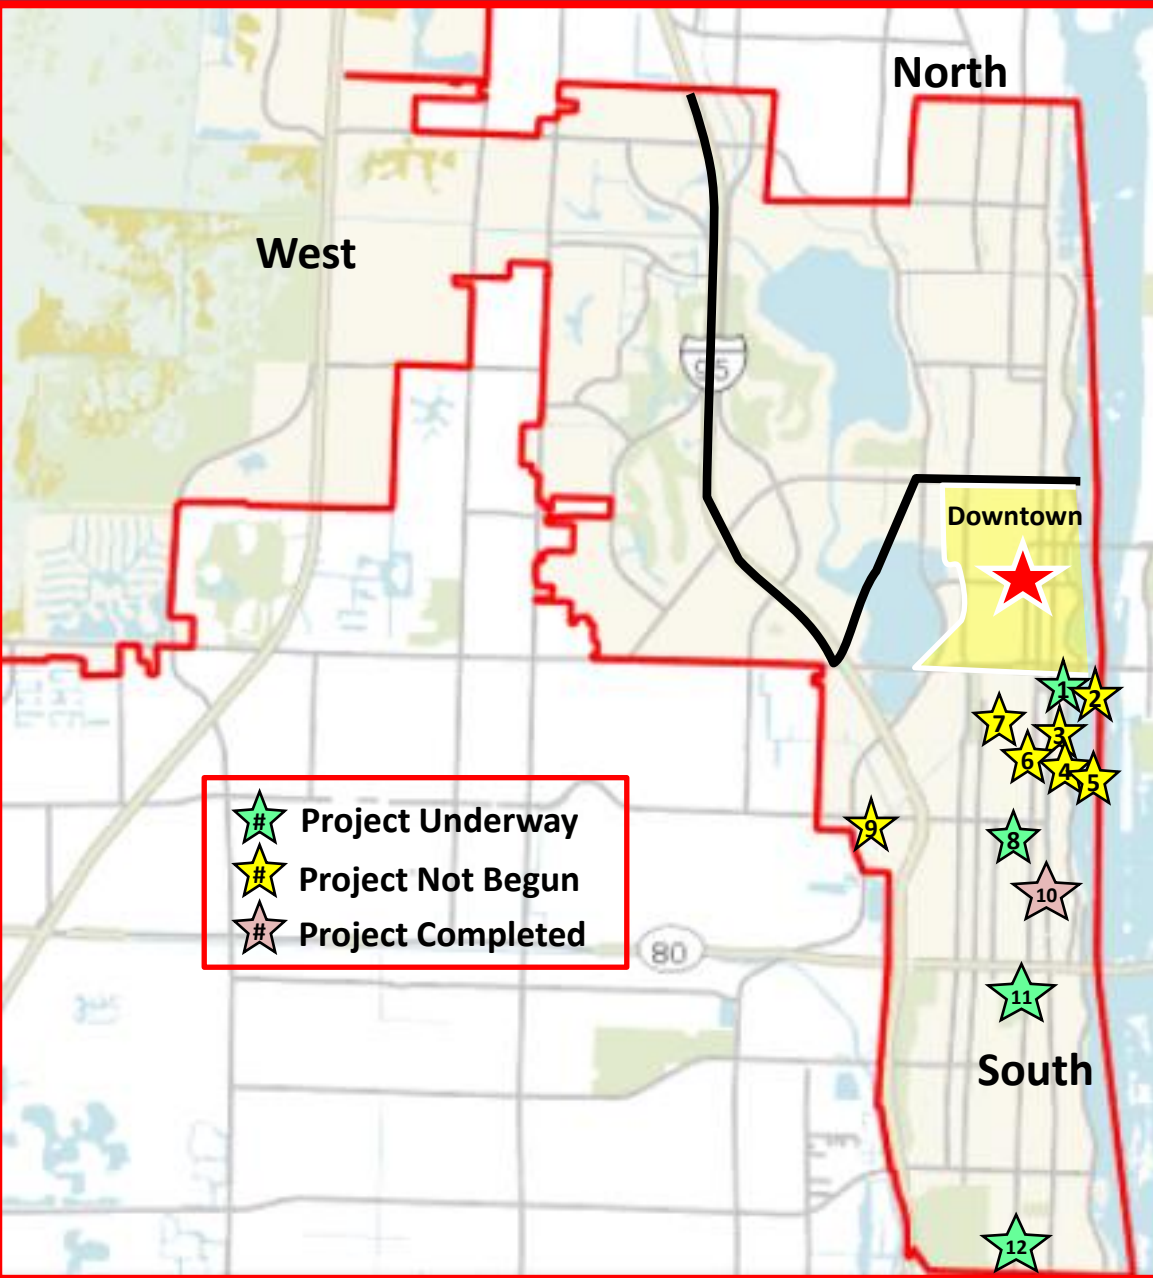 North
West
95
Downtown
1
2
7
3
6
4
5
9
8
# Project Underway
# Project Not Begun
# Project Completed
10
80
11
South
12